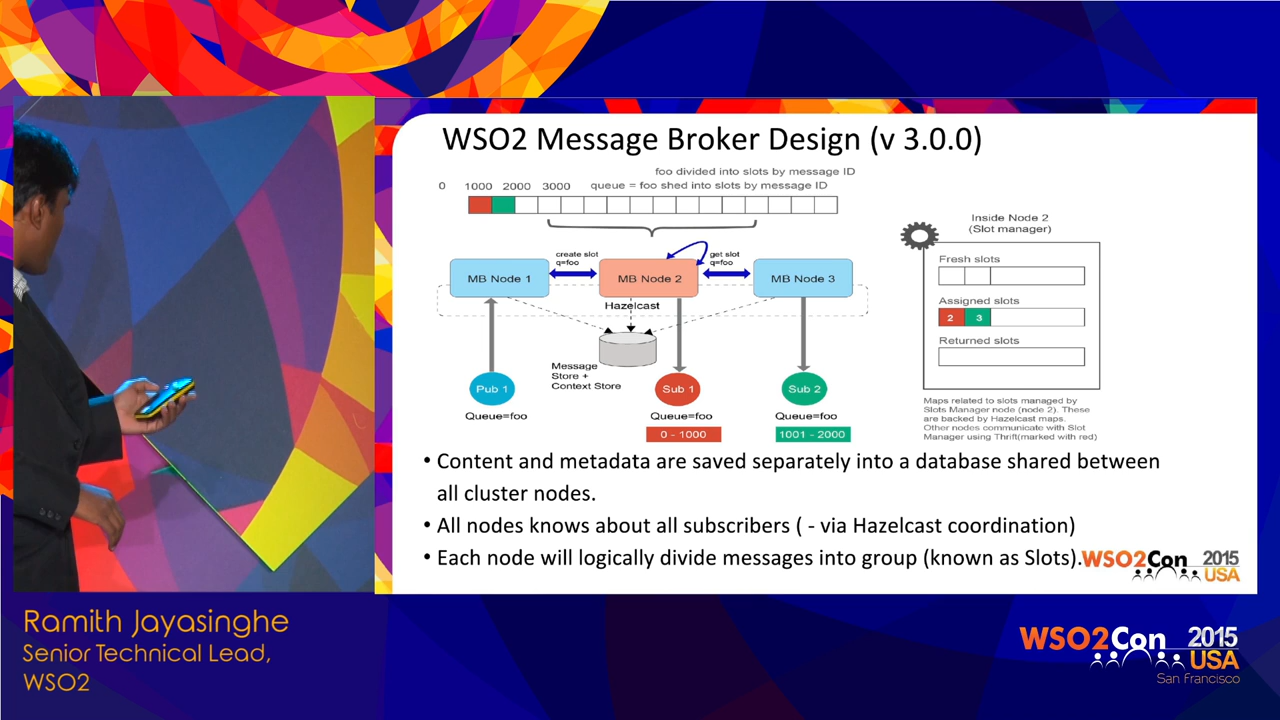 WSO2 Message Broker Design (v 3.0.0)
foo divided into slots by message ID
0 1000 2000 3000 queue = foo shed into slots by message ID
create slot
q=foo
get slot
q=foo
MB Node 1
MB Node 2
MB Node 3
Hazelcast
Message
Store +
Context Store
Pub 1
Sub 1
Sub 2
Queue=foo
Queue=foo
Queue=foo
0 - 1000
1001 - 2000
Inside Node 2
(Slot manager)
Fresh slots
Assigned slots
2 3
Returned slots
Maps related to slots managed by
Slots Manager node (node 2). These
are backed by Hazelcast maps.
Other nodes communicate with Slot
Manager using Thrift(marked with red)
• Content and metadata are saved separately into a database shared between
all cluster nodes.
• All nodes knows about all subscribers ( - via Hazelcast coordination)
• Each node will logically divide messages into group (known as Slots).
WSO2Con 2015
USA
Ramith Jayasinghe
Senior Technical Lead,
WSO2
WSO2Con 2015
USA
San Francisco